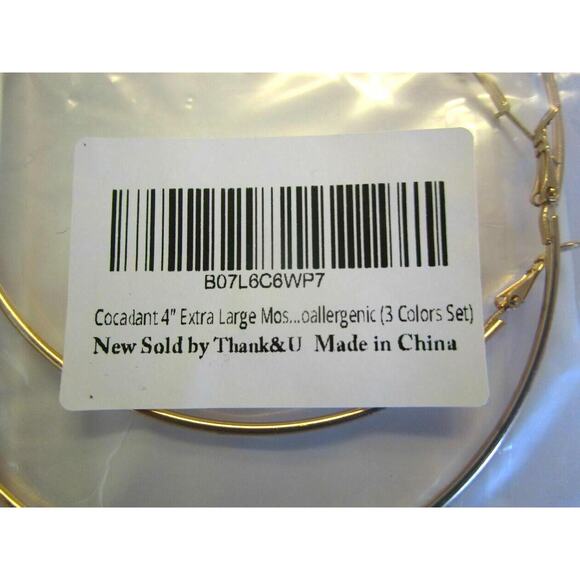 B07L6C6WP7
Cocadant 4" Extra Large Mos...oallergenic (3 Colors Set)
New Sold by Thank&U Made in China